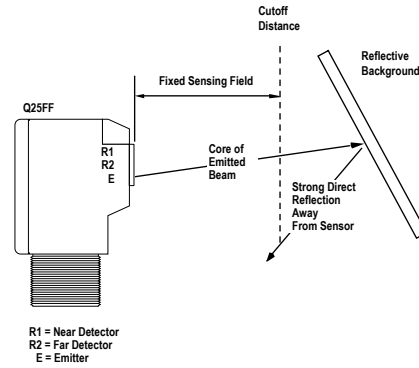 Cutoff
Distance
Reflective
Background
Fixed Sensing Field
Q25FF
R1
R2
E
Core of
Emitted
Beam
Strong Direct
Reflection
Away
From Sensor
R1 = Near Detector
R2 = Far Detector
E = Emitter